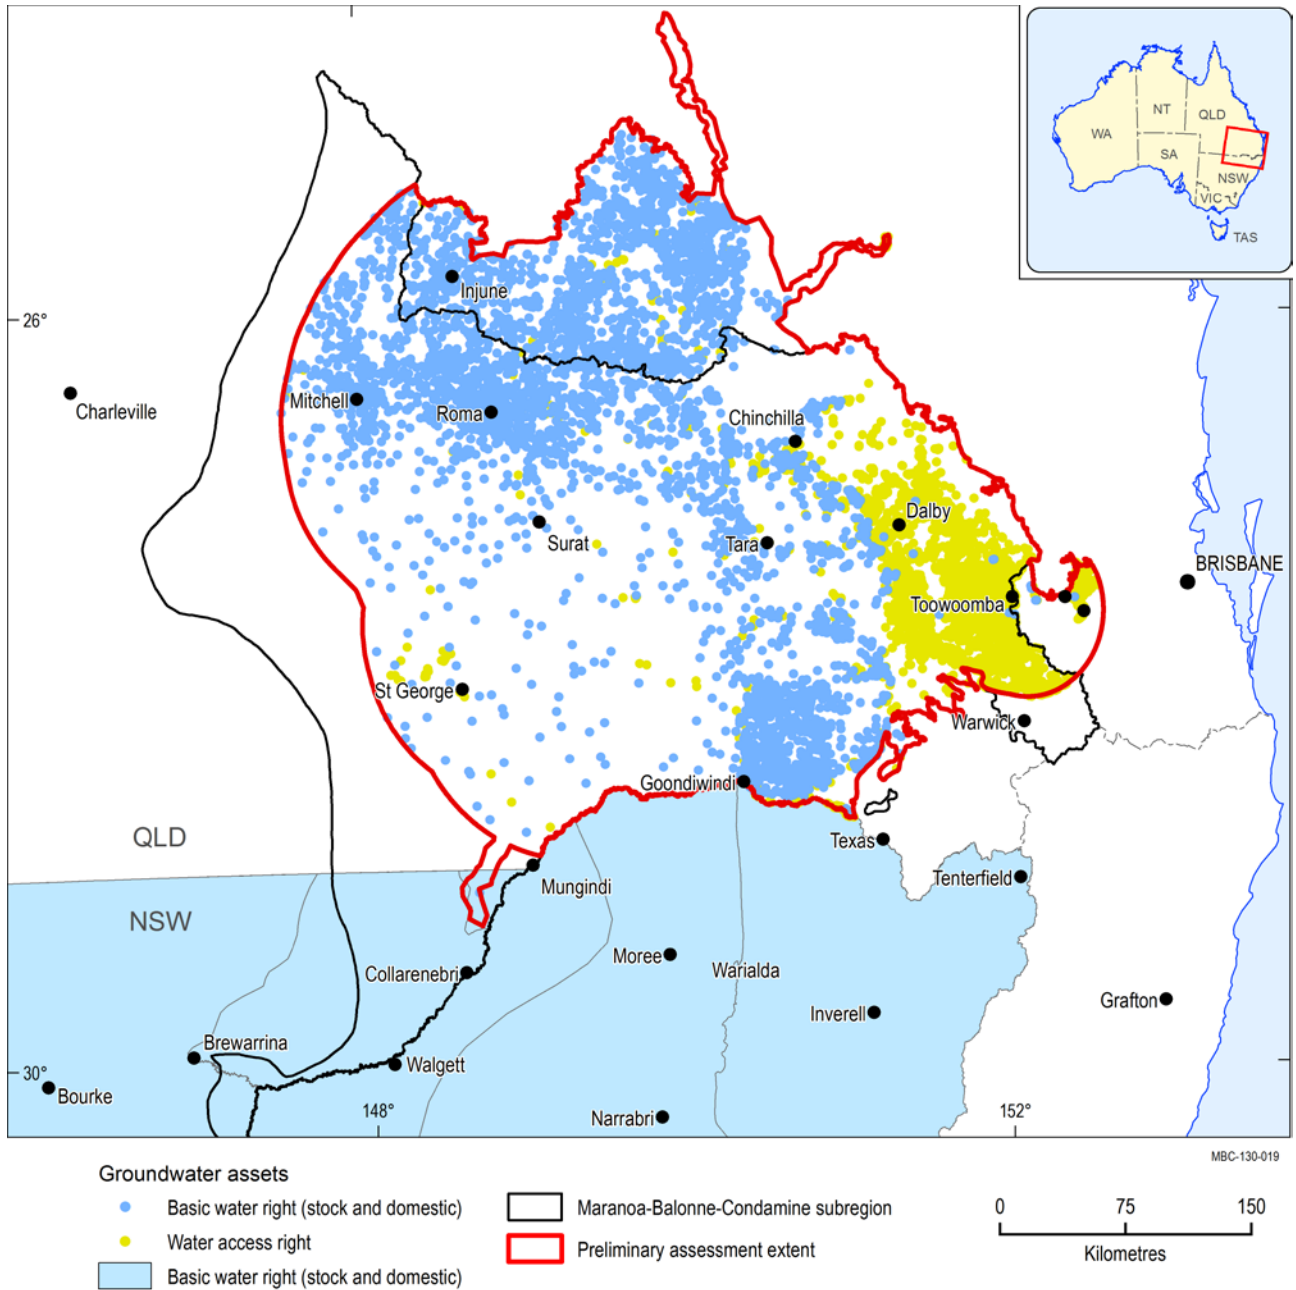 WA
NT
QLD
SA
NSW
VIC
TAS
26°
Injune
Charleville
Mitchell
Roma
Chinchilla
Dalby
Surat
Tara
BRISBANE
Toowoomba
St George
Warwick
Goondiwindi
QLD
Texas
Mungindi
Tenterfield
NSW
Moree
Warialda
Collarenebri
Inverell
Grafton
Brewarrina
Walgett
30°
Bourke
148°
152°
Narrabri
MBC-130-019
Groundwater assets
Basic water right (stock and domestic)
Water access right
Basic water right (stock and domestic)
Maranoa-Balonne-Condamine subregion
Preliminary assessment extent
0 75 150
Kilometres